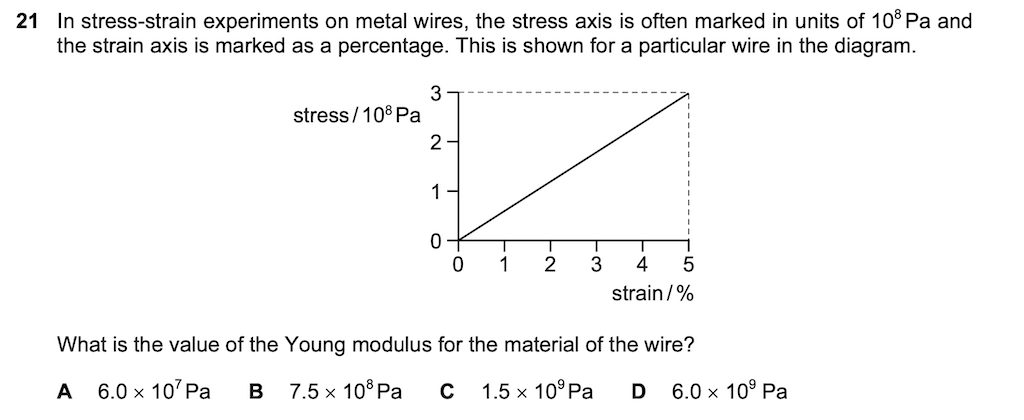 21 In stress-strain experiments on metal wires, the stress axis is often marked in units of 10⁸ Pa and
the strain axis is marked as a percentage. This is shown for a particular wire in the diagram.
3
stress / 10⁸ Pa
2
1
0
0 1 2 3 4 5
strain / %
What is the value of the Young modulus for the material of the wire?
A 6.0 × 10⁷ Pa B 7.5 × 10⁸ Pa C 1.5 × 10⁹ Pa D 6.0 × 10⁹ Pa